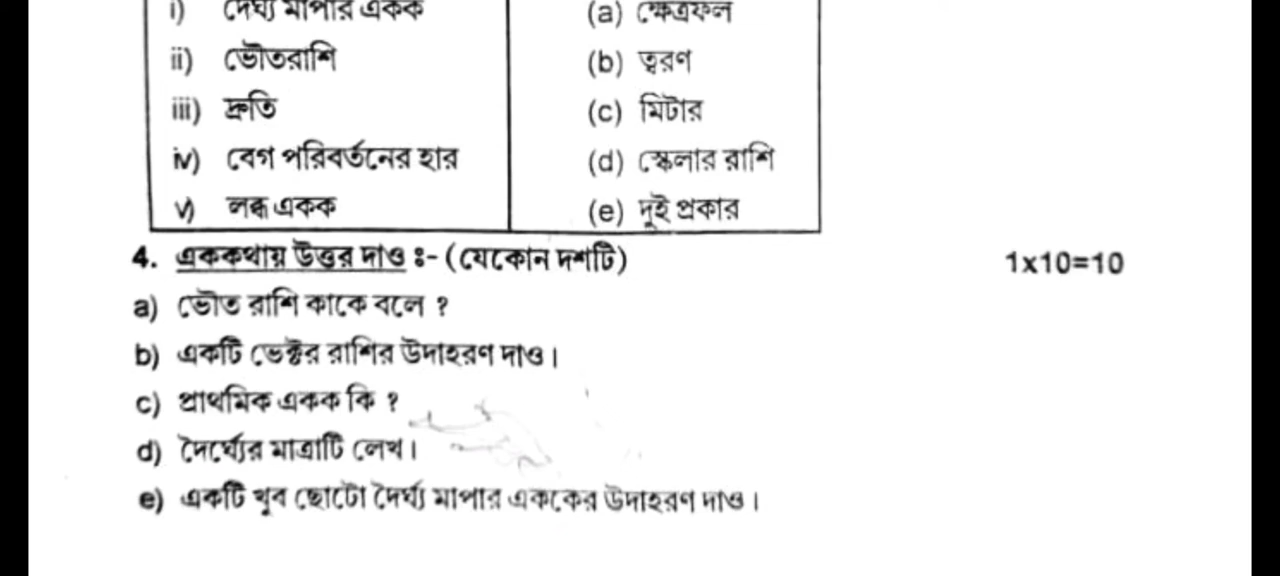 i) দৈর্ঘ্য মাপার একক (a) ক্ষেত্রফল
ii) ভৌতরাশি (b) ত্বরণ
iii) দ্রুতি (c) মিটার
iv) বেগ পরিবর্তনের হার (d) স্কেলার রাশি
v) লব্ধ একক (e) দুই প্রকার
4. এককথায় উত্তর দাও ঃ- (যেকোন দশটি) 1x10=10
a) ভৌত রাশি কাকে বলে ?
b) একটি ভেক্টর রাশির উদাহরণ দাও।
c) প্রাথমিক একক কি ?
d) দৈর্ঘ্যের মাত্রাটি লেখ।
e) একটি খুব ছোটো দৈর্ঘ্য মাপার এককের উদাহরণ দাও।